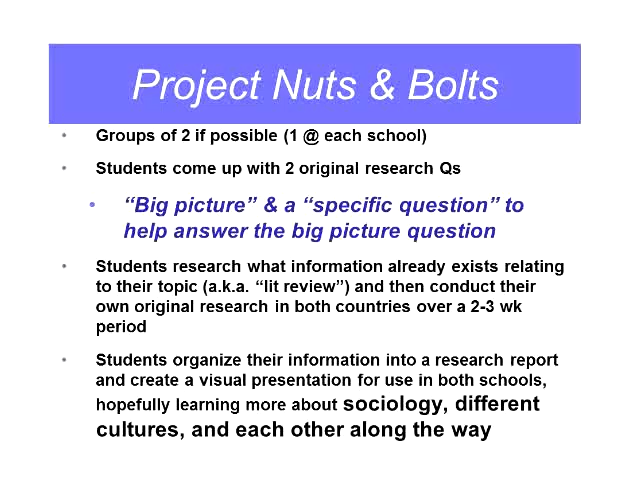 Project Nuts & Bolts
• Groups of 2 if possible (1 @ each school)
• Students come up with 2 original research Qs
• “Big picture” & a “specific question” to
help answer the big picture question
• Students research what information already exists relating
to their topic (a.k.a. “lit review”) and then conduct their
own original research in both countries over a 2-3 wk
period
• Students organize their information into a research report
and create a visual presentation for use in both schools,
hopefully learning more about sociology, different
cultures, and each other along the way